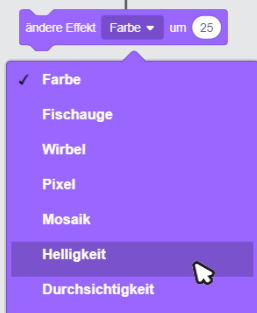 ändere Effekt Farbe um 25
Farbe
Fischauge
Wirbel
Pixel
Mosaik
Helligkeit
Durchsichtigkeit